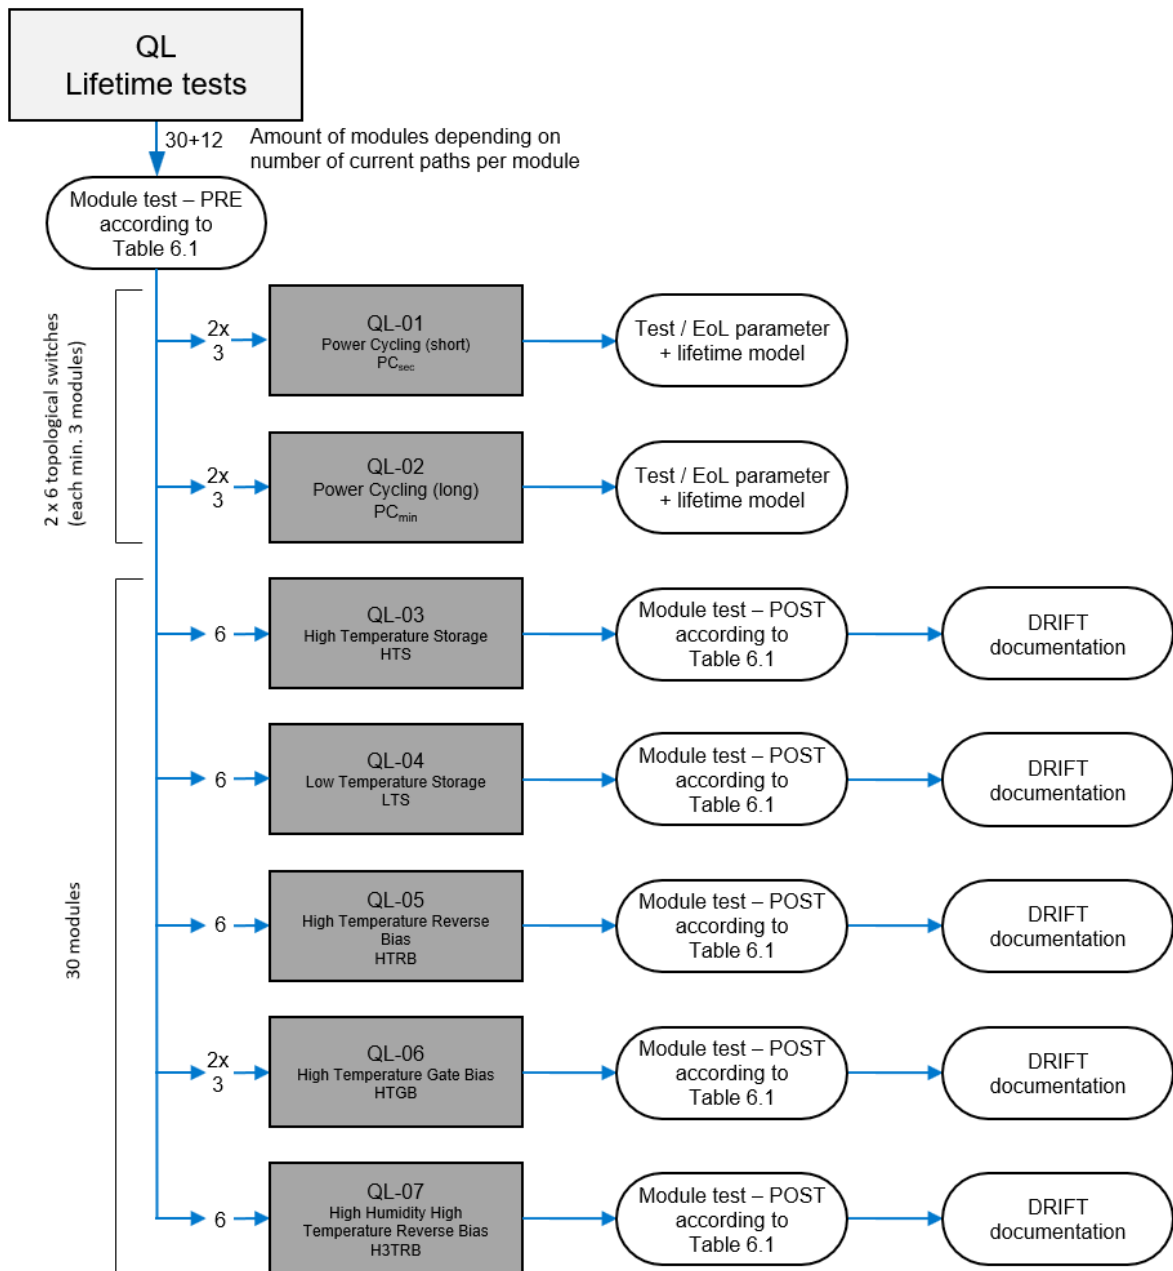 QL
Lifetime tests
30+12
Amount of modules depending on
number of current paths per module
Module test – PRE
according to
Table 6.1
2 x 6 topological switches
(each min. 3 modules)
2x
3
QL-01
Power Cycling (short)
PCsec
Test / EoL parameter
+ lifetime model
2x
3
QL-02
Power Cycling (long)
PCmin
Test / EoL parameter
+ lifetime model
30 modules
6
QL-03
High Temperature Storage
HTS
Module test – POST
according to
Table 6.1
DRIFT
documentation
6
QL-04
Low Temperature Storage
LTS
Module test – POST
according to
Table 6.1
DRIFT
documentation
6
QL-05
High Temperature Reverse
Bias
HTRB
Module test – POST
according to
Table 6.1
DRIFT
documentation
2x
3
QL-06
High Temperature Gate Bias
HTGB
Module test – POST
according to
Table 6.1
DRIFT
documentation
6
QL-07
High Humidity High
Temperature Reverse Bias
H3TRB
Module test – POST
according to
Table 6.1
DRIFT
documentation